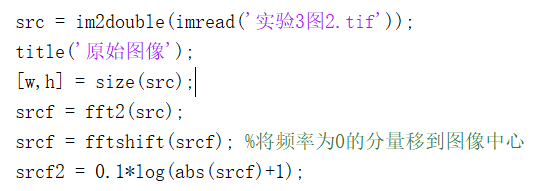 src = im2double(imread('实验3图2.tif'));
title('原始图像');
[w,h] = size(src);
srcf = fft2(src);
srcf = fftshift(srcf); %将频率为0的分量移到图像中心
srcf2 = 0.1*log(abs(srcf)+1);